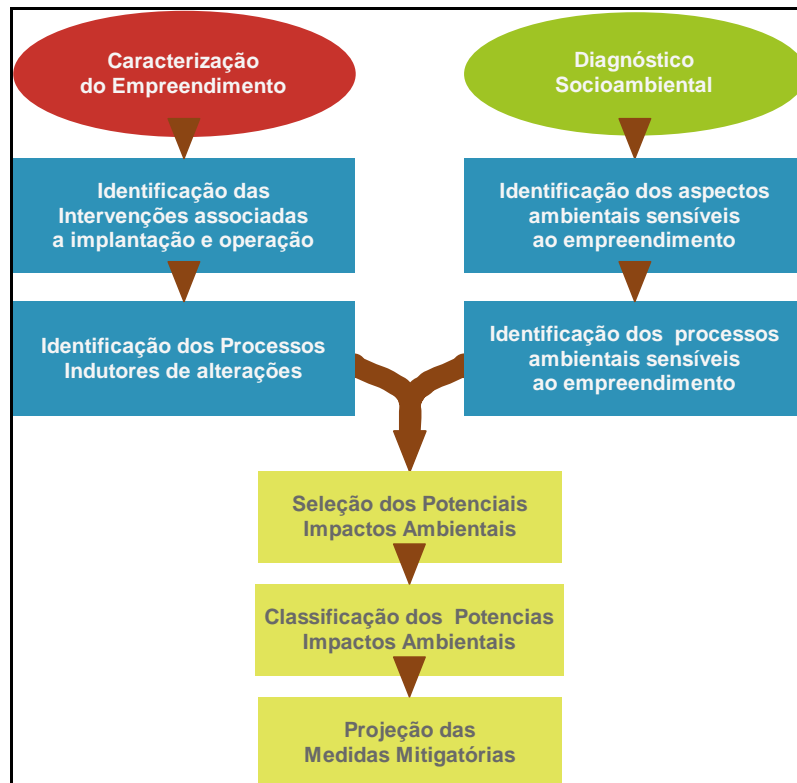 Caracterização
do Empreendimento
Diagnóstico
Socioambiental
Identificação das
Intervenções associadas
a implantação e operação
Identificação dos aspectos
ambientais sensíveis
ao empreendimento
Identificação dos Processos
Indutores de alterações
Identificação dos processos
ambientais sensíveis
ao empreendimento
Seleção dos Potenciais
Impactos Ambientais
Classificação dos Potencias
Impactos Ambientais
Projeção das
Medidas Mitigatórias